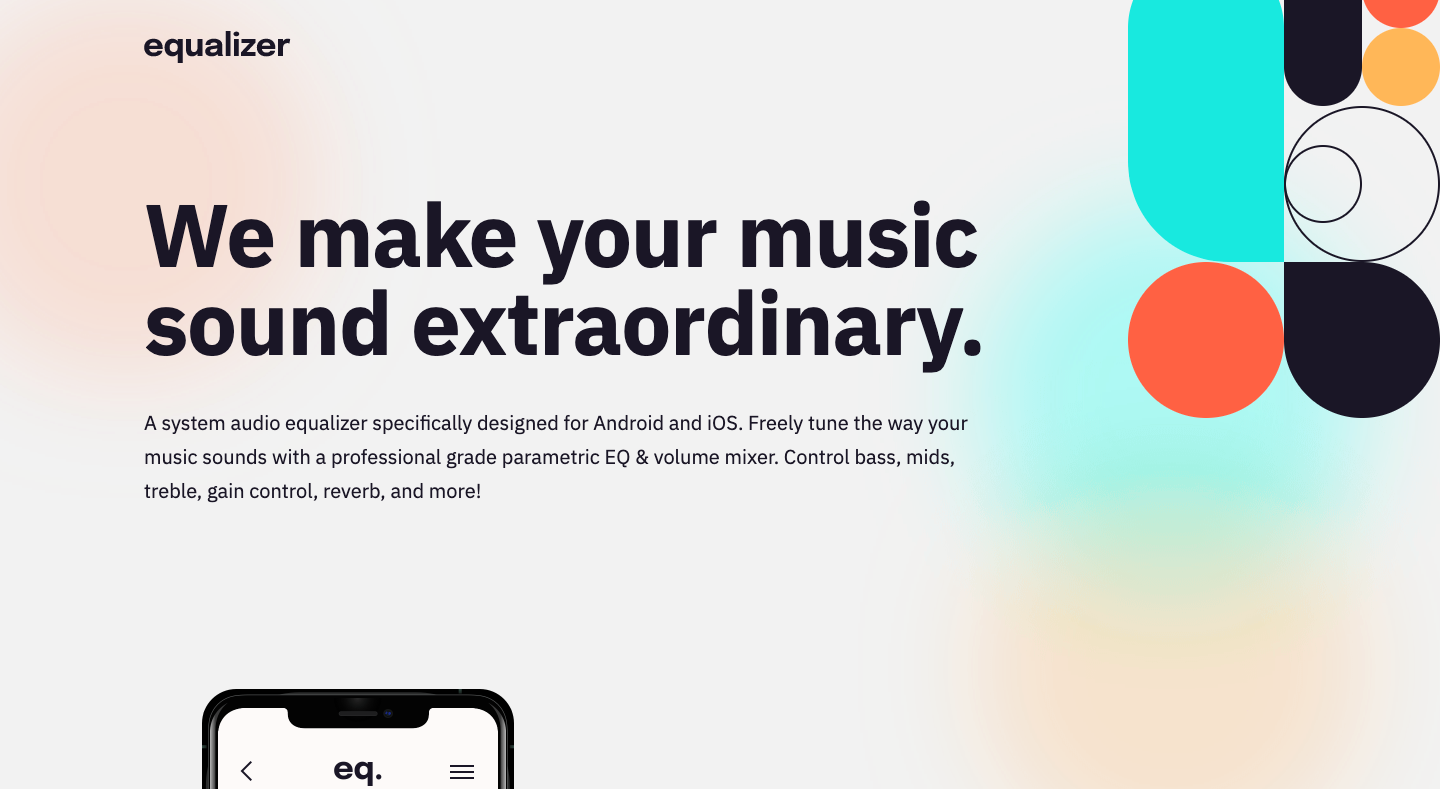 equalizer
We make your music
sound extraordinary.
A system audio equalizer specifically designed for Android and iOS. Freely tune the way your
music sounds with a professional grade parametric EQ & volume mixer. Control bass, mids,
treble, gain control, reverb, and more!
eq.